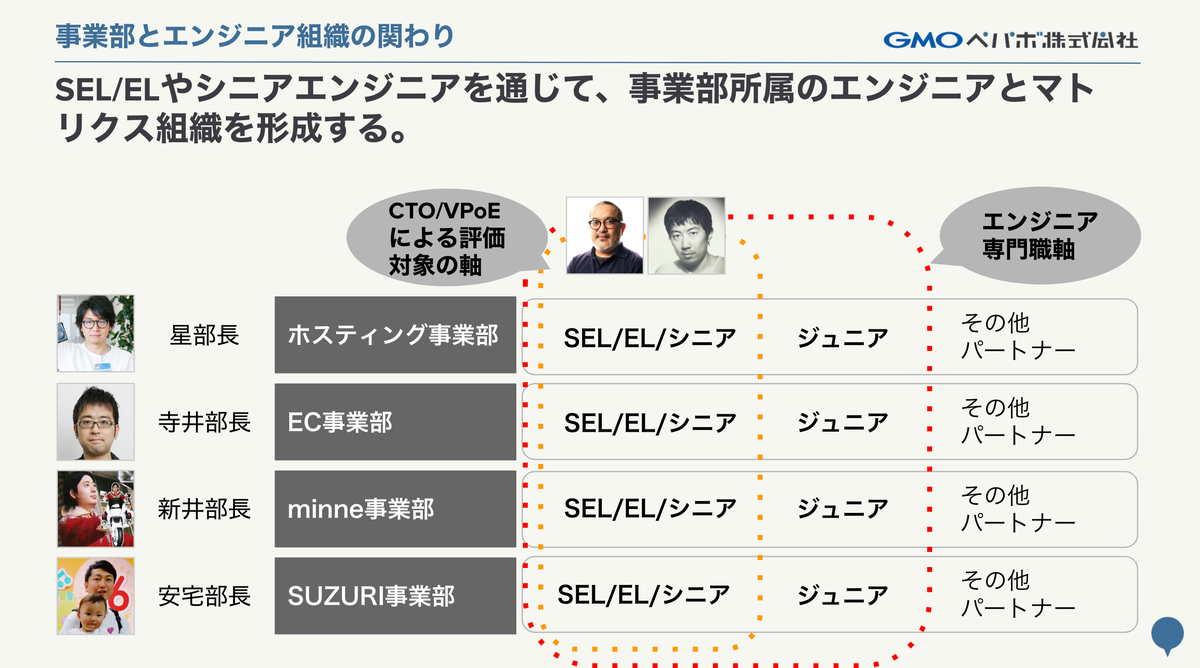 事業部とエンジニア組織の関わり
GMOペパボ株式会社
SEL/ELやシニアエンジニアを通じて、事業部所属のエンジニアとマト
リクス組織を形成する。
CTO/VPoE
による評価
対象の軸
エンジニア
専門職軸
星部長
ホスティング事業部
SEL/EL/シニア
ジュニア
その他
パートナー
寺井部長
EC事業部
SEL/EL/シニア
ジュニア
その他
パートナー
新井部長
minne事業部
SEL/EL/シニア
ジュニア
その他
パートナー
安宅部長
SUZURI事業部
SEL/EL/シニア
ジュニア
その他
パートナー
6